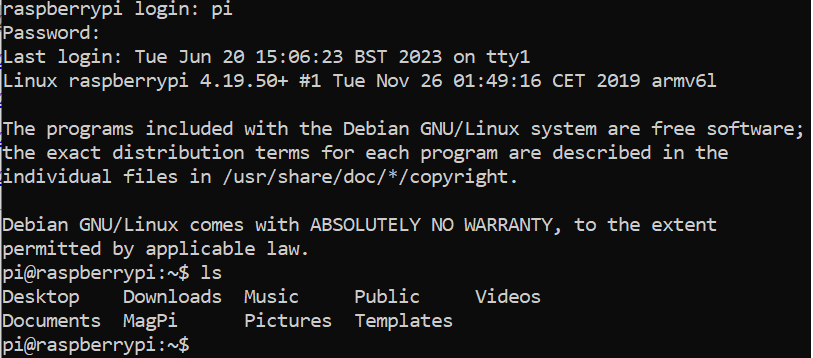 raspberrypi login: pi
Password:
Last login: Tue Jun 20 15:06:23 BST 2023 on tty1
Linux raspberrypi 4.19.50+ #1 Tue Nov 26 01:49:16 CET 2019 armv6l
The programs included with the Debian GNU/Linux system are free software;
the exact distribution terms for each program are described in the
individual files in /usr/share/doc/*/copyright.
Debian GNU/Linux comes with ABSOLUTELY NO WARRANTY, to the extent
permitted by applicable law.
pi@raspberrypi:~$ ls
Desktop    Downloads  Music     Public     Videos
Documents  MagPi      Pictures  Templates
pi@raspberrypi:~$